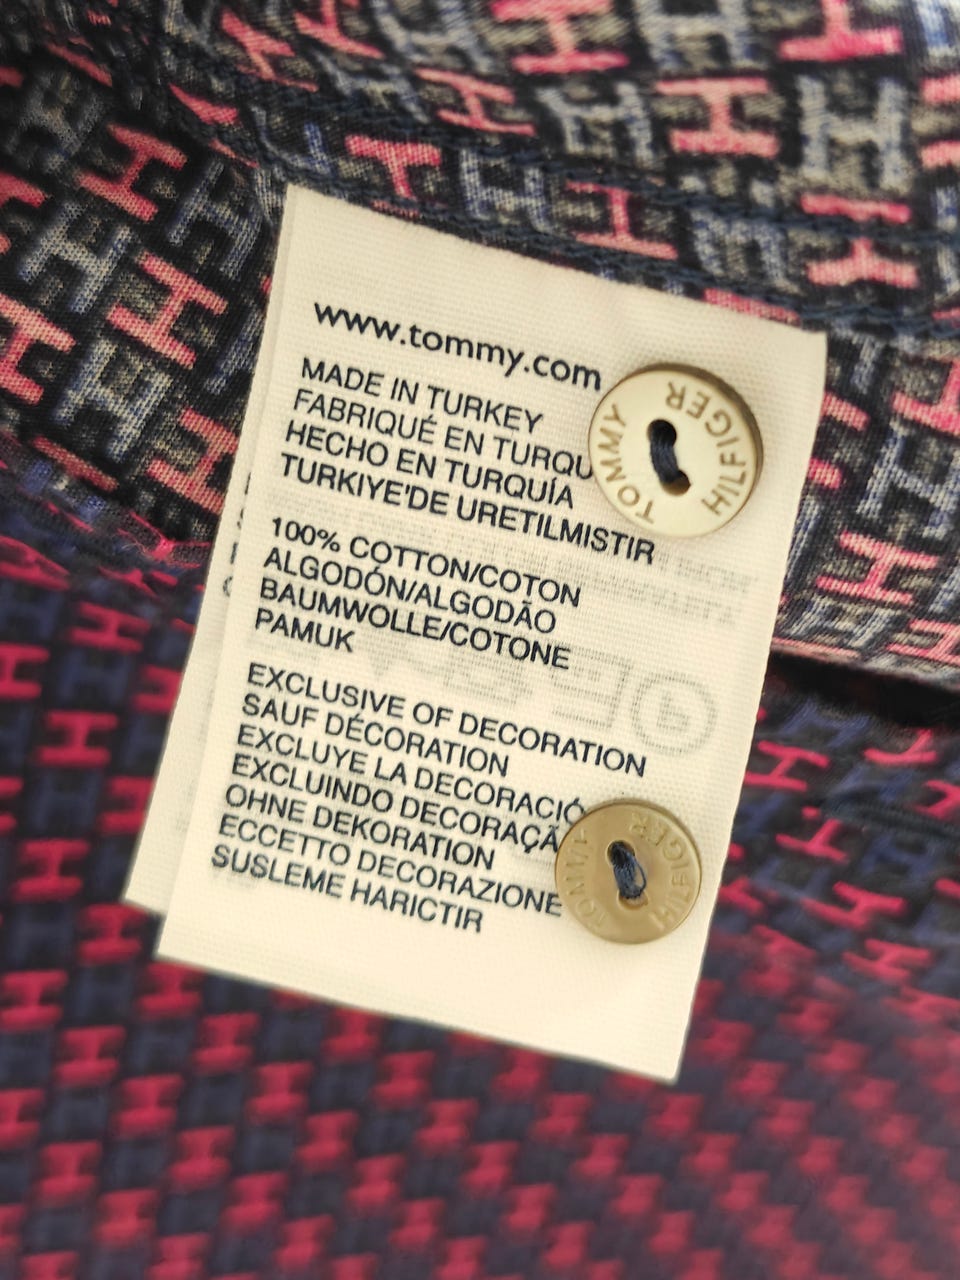 www.tommy.com
MADE IN TURKEY
FABRIQUÉ EN TURQU
HECHO EN TURQUÍA
TURKIYE'DE URETILMISTIR
TOMMY HILFIGER
100% COTTON/COTON
ALGODÓN/ALGODÃO
BAUMWOLLE/COTONE
PAMUK
EXCLUSIVE OF DECORATION
SAUF DÉCORATION
EXCLUYE LA DECORACIÓ
EXCLUINDO DECORAÇÃ
OHNE DEKORATION
ECCETTO DECORAZIONE
SUSLEME HARICTIR
TOMMY HILFIGER